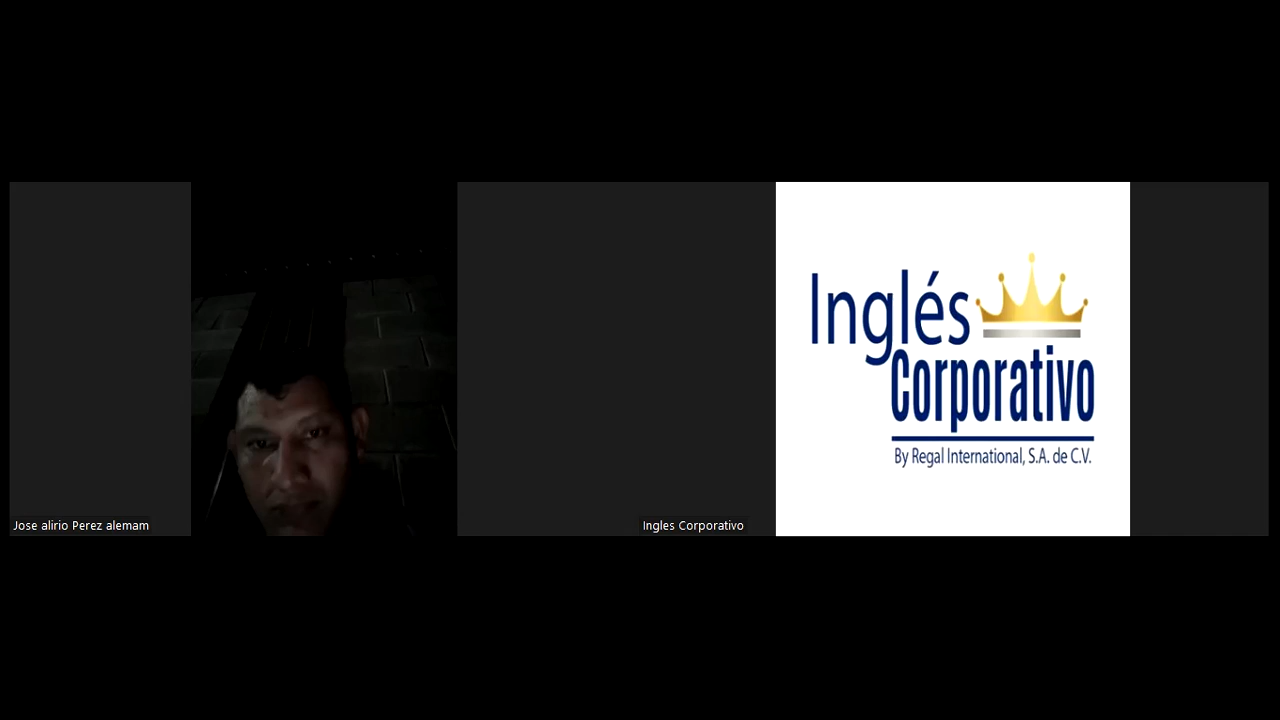 Inglés
Corporativo
By Regal International, S.A. de C.V.
Jose alirio Perez alemam
Ingles Corporativo